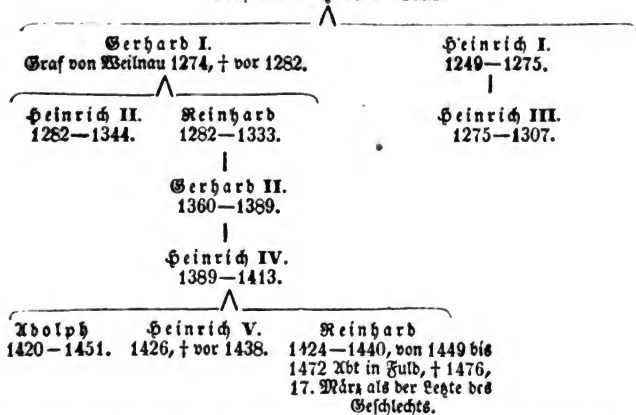 Gerhard I.
Graf von Weilnau 1274, † vor 1282.
Heinrich I.
1249—1275.
Heinrich II.
1282—1344.
Reinhard
1282—1333.
Heinrich III.
1275—1307.
Gerhard II.
1360—1389.
Heinrich IV.
1389—1413.
Adolph
1420—1451.
Heinrich V.
1426, † vor 1438.
Reinhard
1424—1440, von 1449 bis
1472 Abt in Fuld, † 1476,
17. März als der Letzte des
Geschlechts.